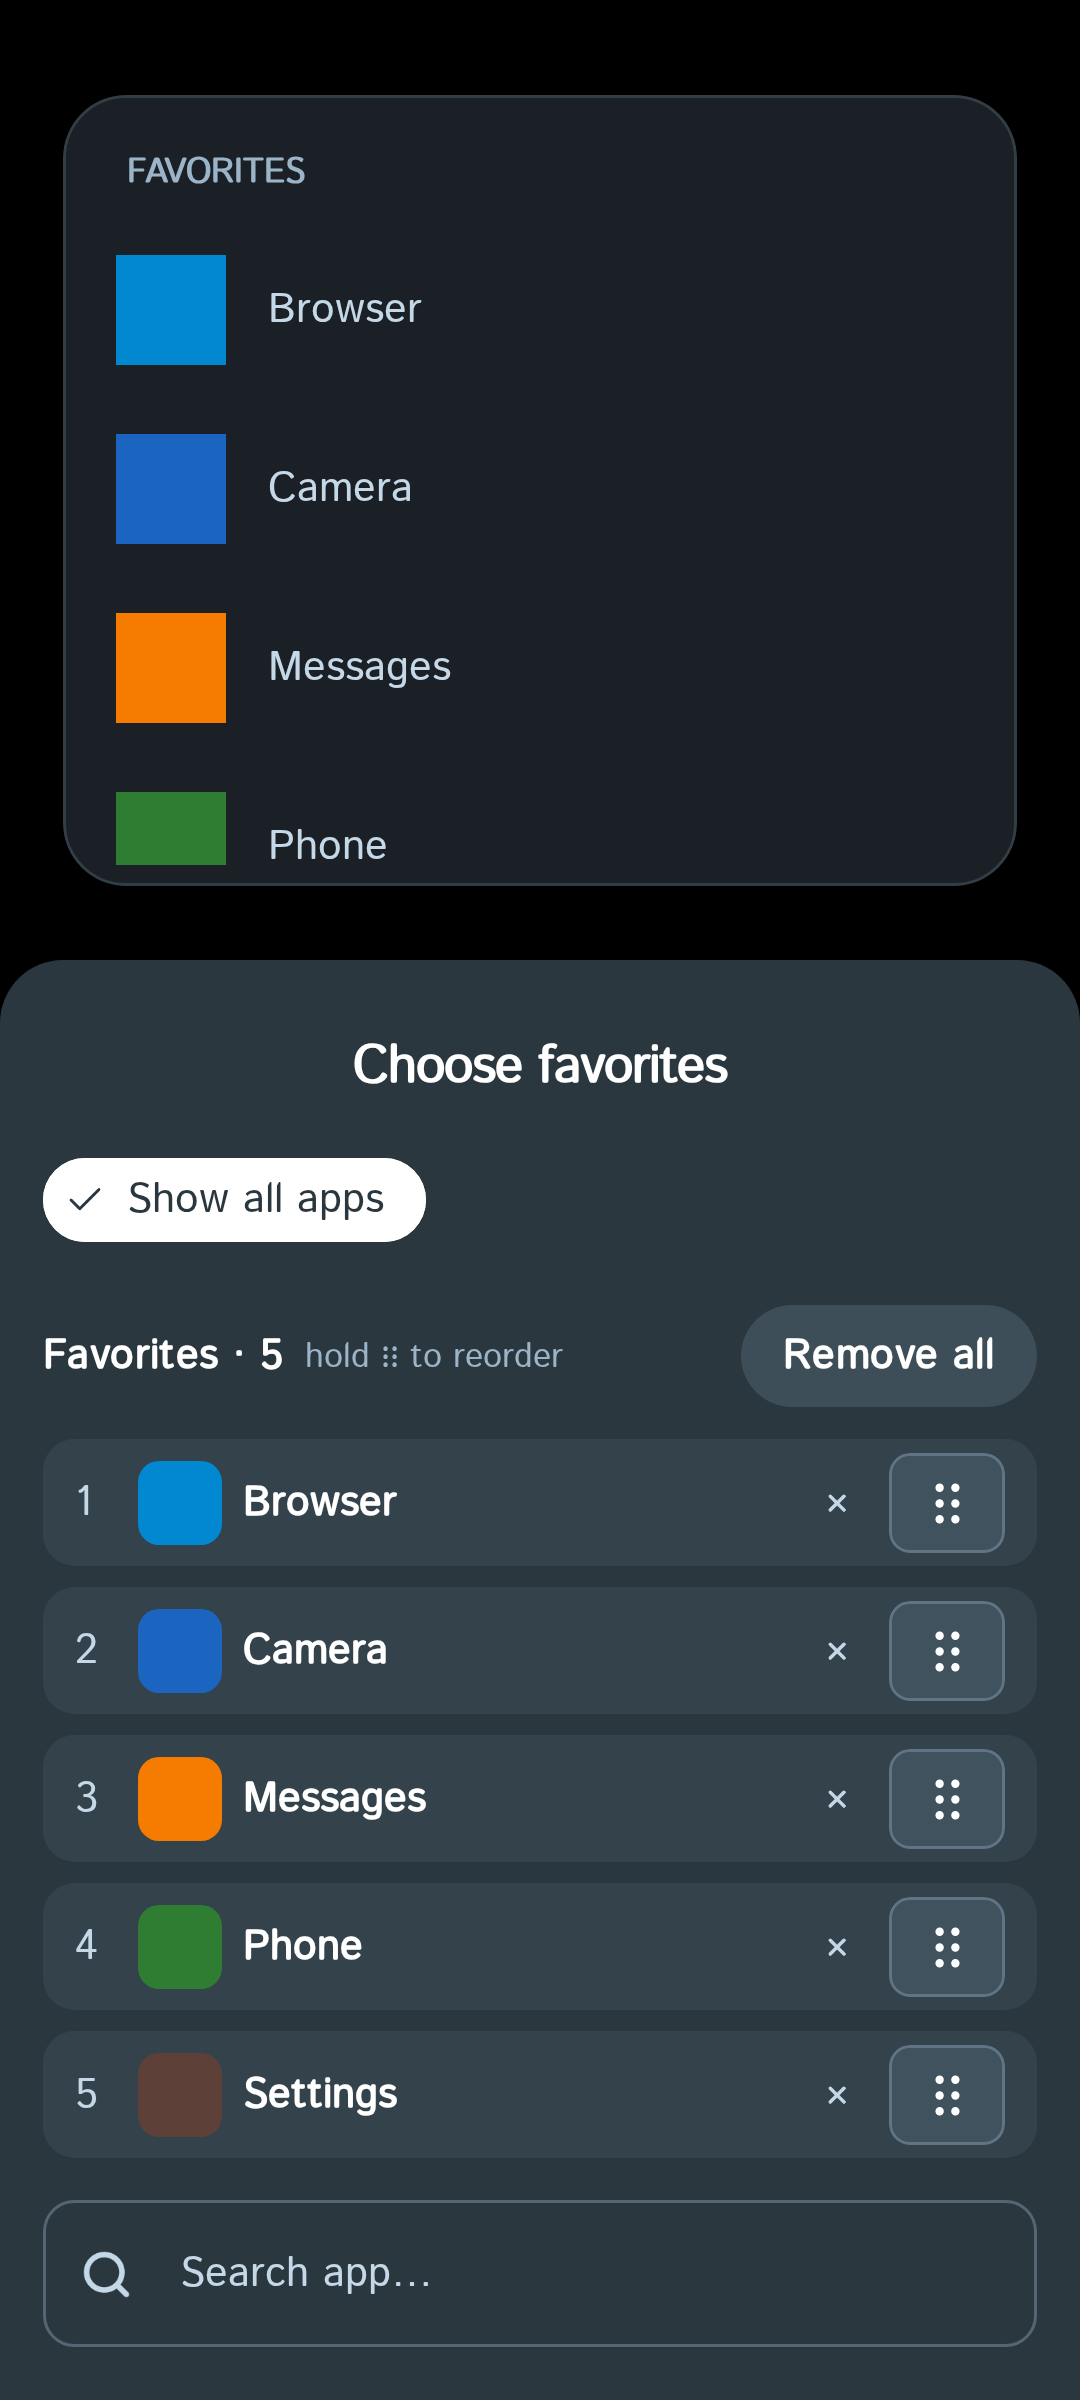 FAVORITES
Browser
Camera
Messages
Phone
Choose favorites
Show all apps
Favorites · 5 hold ⠿ to reorder
Remove all
1 Browser ×
2 Camera ×
3 Messages ×
4 Phone ×
5 Settings ×
Search app...